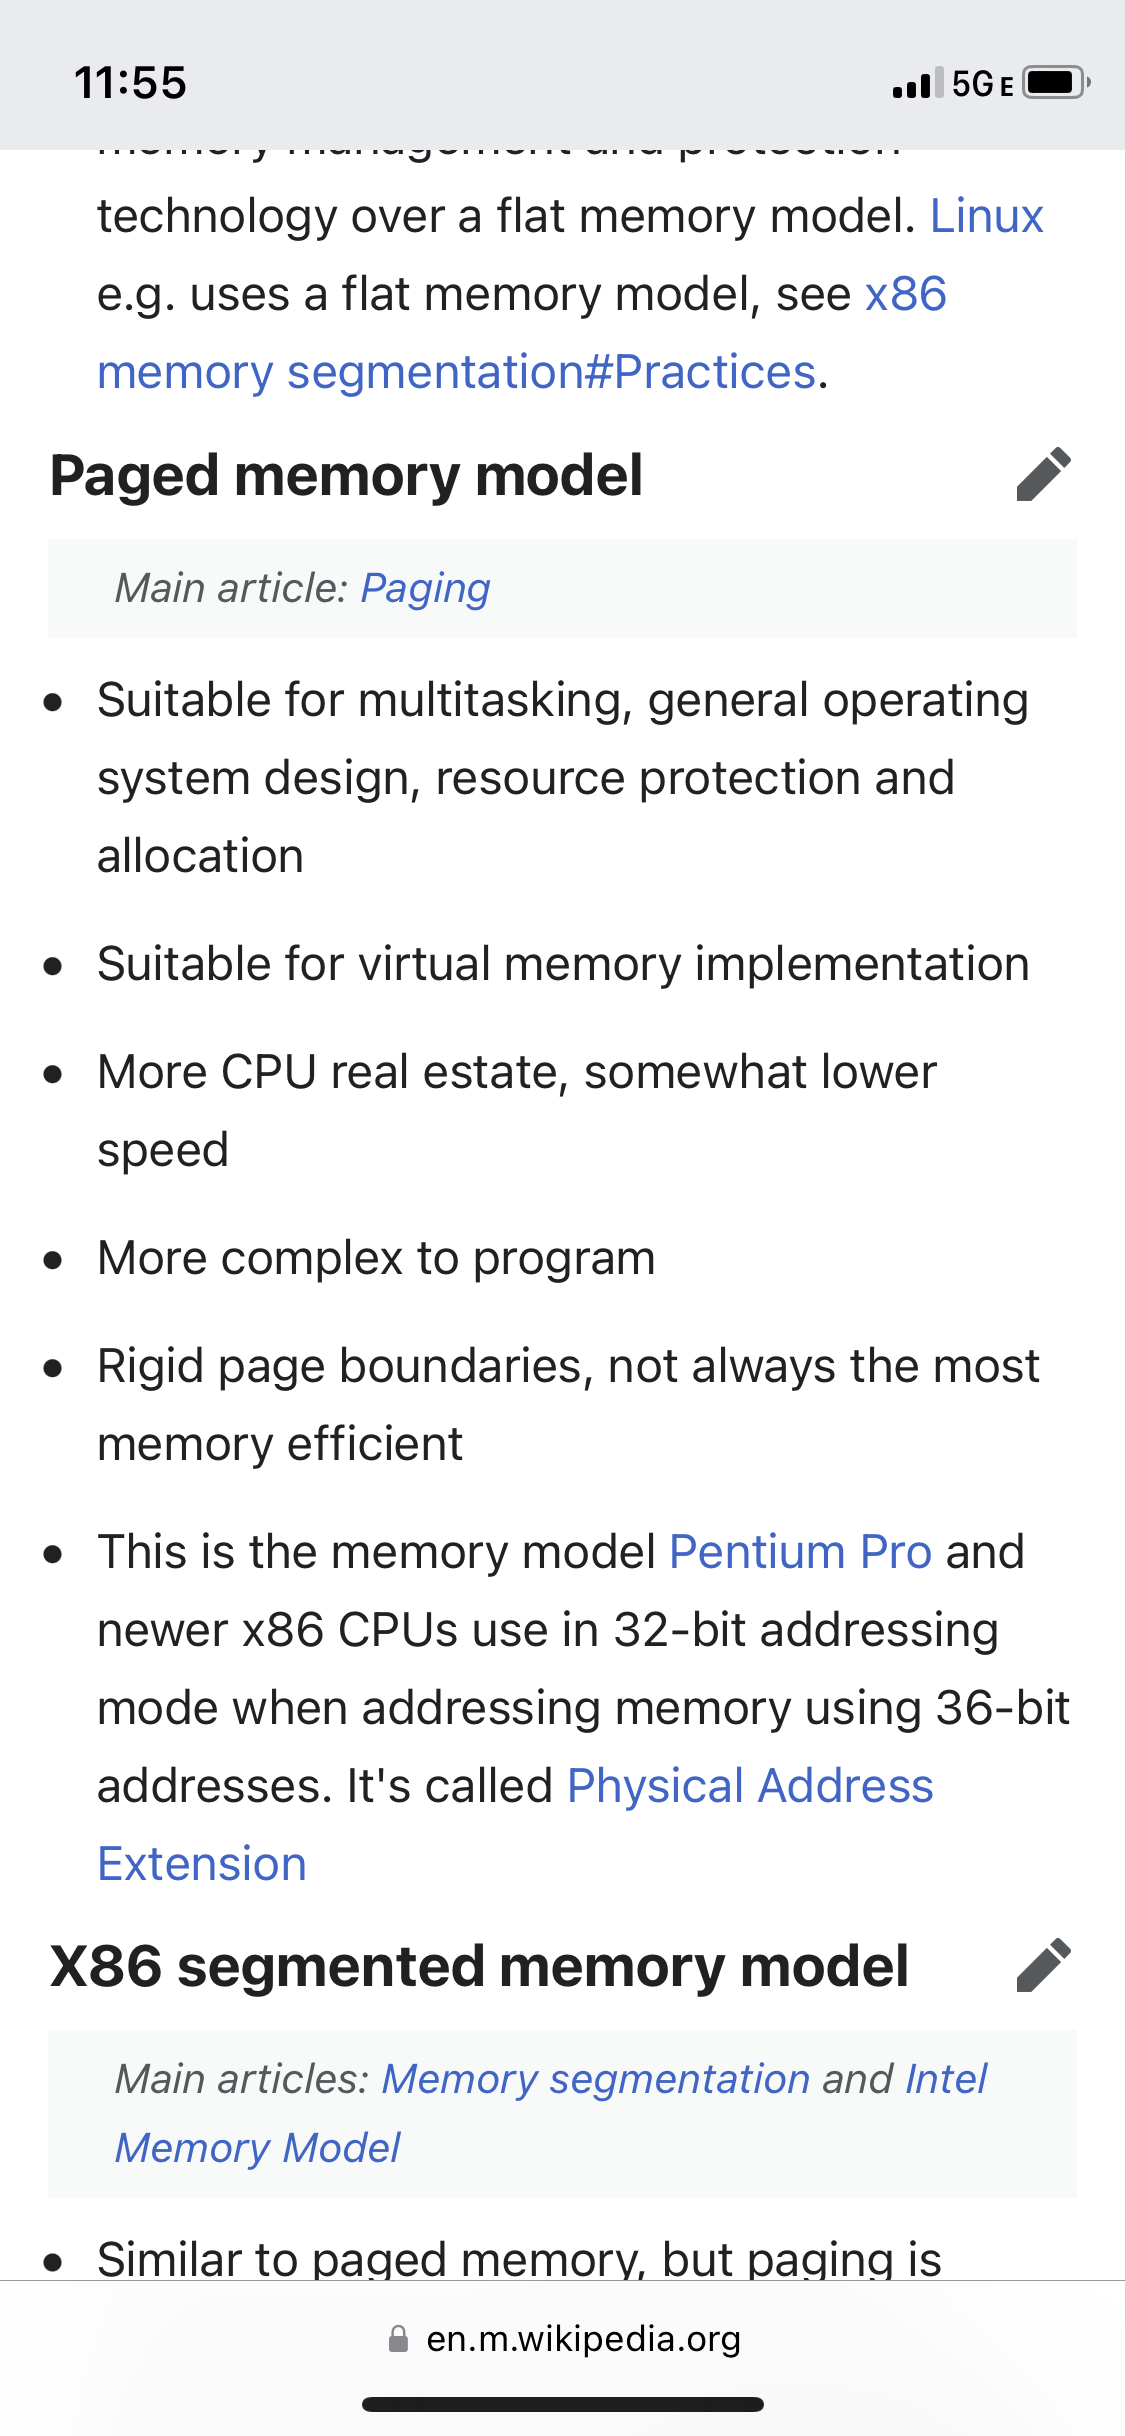 11:55
5G E
technology over a flat memory model. Linux
e.g. uses a flat memory model, see x86
memory segmentation#Practices.
Paged memory model
Main article: Paging
• Suitable for multitasking, general operating
system design, resource protection and
allocation
• Suitable for virtual memory implementation
• More CPU real estate, somewhat lower
speed
• More complex to program
• Rigid page boundaries, not always the most
memory efficient
• This is the memory model Pentium Pro and
newer x86 CPUs use in 32-bit addressing
mode when addressing memory using 36-bit
addresses. It's called Physical Address
Extension
X86 segmented memory model
Main articles: Memory segmentation and Intel
Memory Model
• Similar to paged memory, but paging is
en.m.wikipedia.org